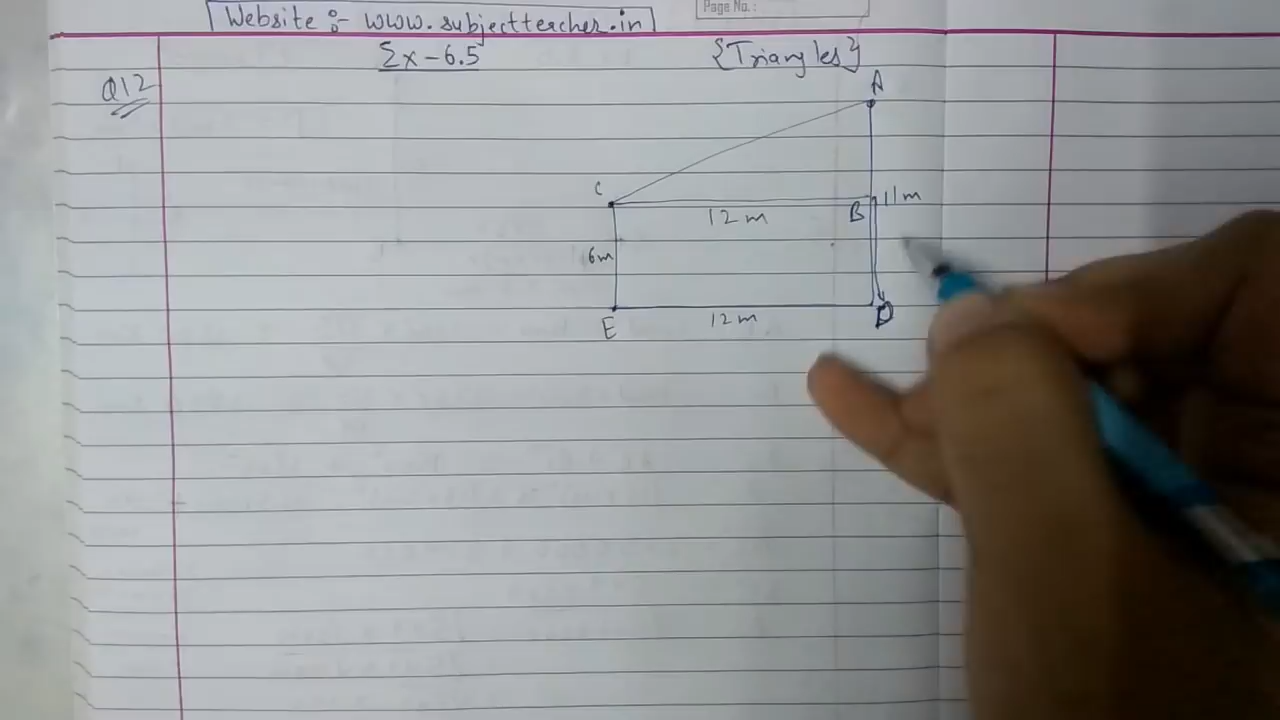 Page No.:
Website :- www.subjectteacher.in
Ex-6.5 {Triangles}
Q12
A
C
11m
12 m
B
6m
12 m
D
E